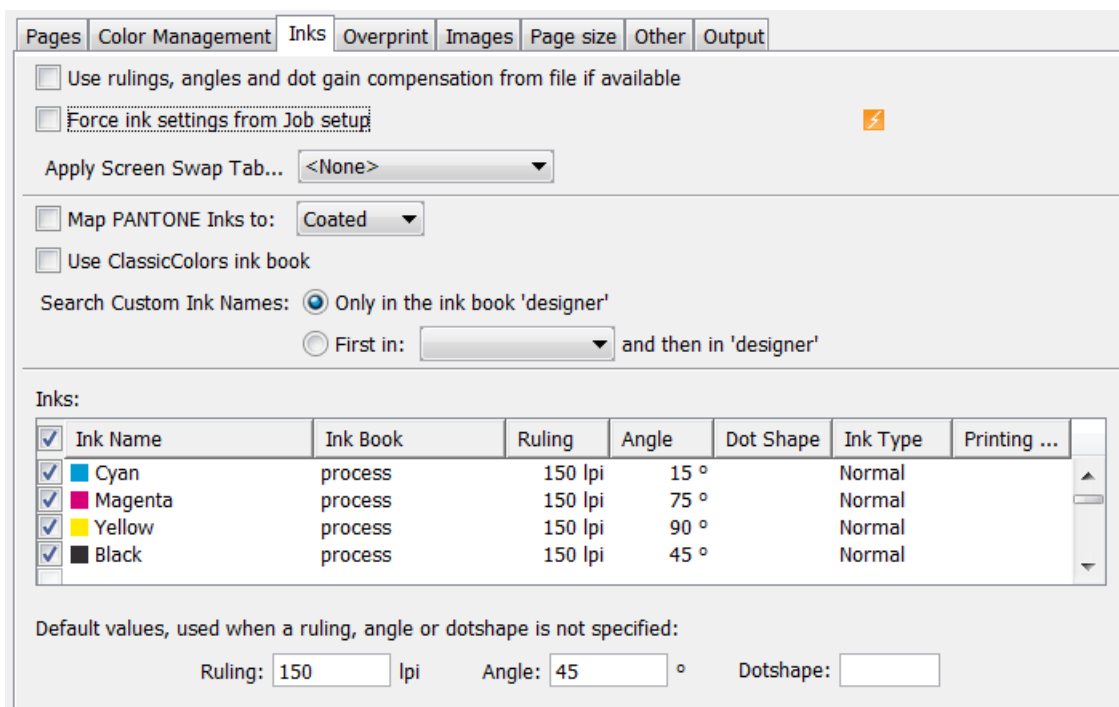 Pages Color Management Inks Overprint Images Page size Other Output
Use rulings, angles and dot gain compensation from file if available
Force ink settings from Job setup
Apply Screen Swap Tab... <None>
Map PANTONE Inks to: Coated
Use ClassicColors ink book
Search Custom Ink Names: Only in the ink book 'designer'
First in: and then in 'designer'
Inks:
Ink Name Ink Book Ruling Angle Dot Shape Ink Type Printing ...
Cyan process 150 lpi 15 º Normal
Magenta process 150 lpi 75 º Normal
Yellow process 150 lpi 90 º Normal
Black process 150 lpi 45 º Normal
Default values, used when a ruling, angle or dotshape is not specified:
Ruling: 150 lpi Angle: 45 º Dotshape: